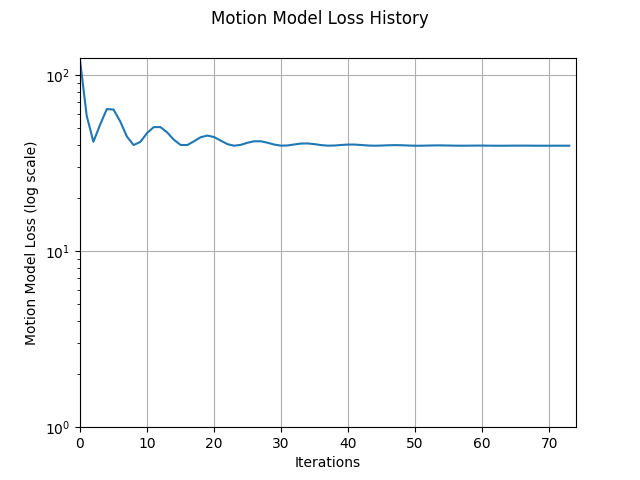 Motion Model Loss History
Motion Model Loss (log scale)
10²
10¹
10⁰
0 10 20 30 40 50 60 70
Iterations